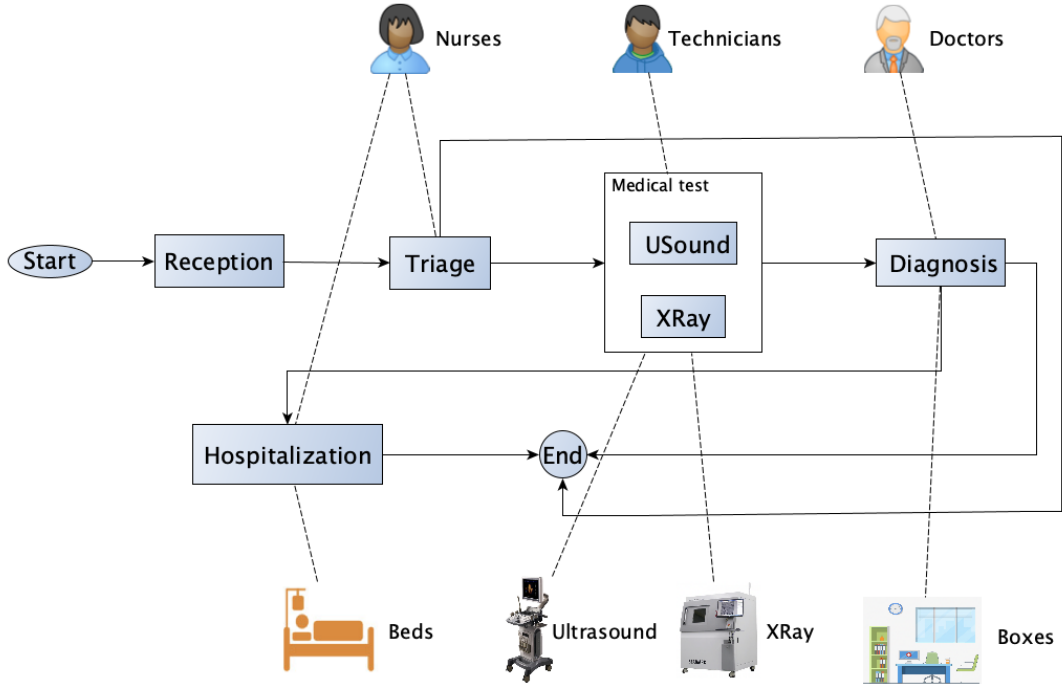 Nurses
Technicians
Doctors
Medical test
Start
Reception
Triage
USound
XRay
Diagnosis
Hospitalization
End
Beds
Ultrasound
XRay
Boxes